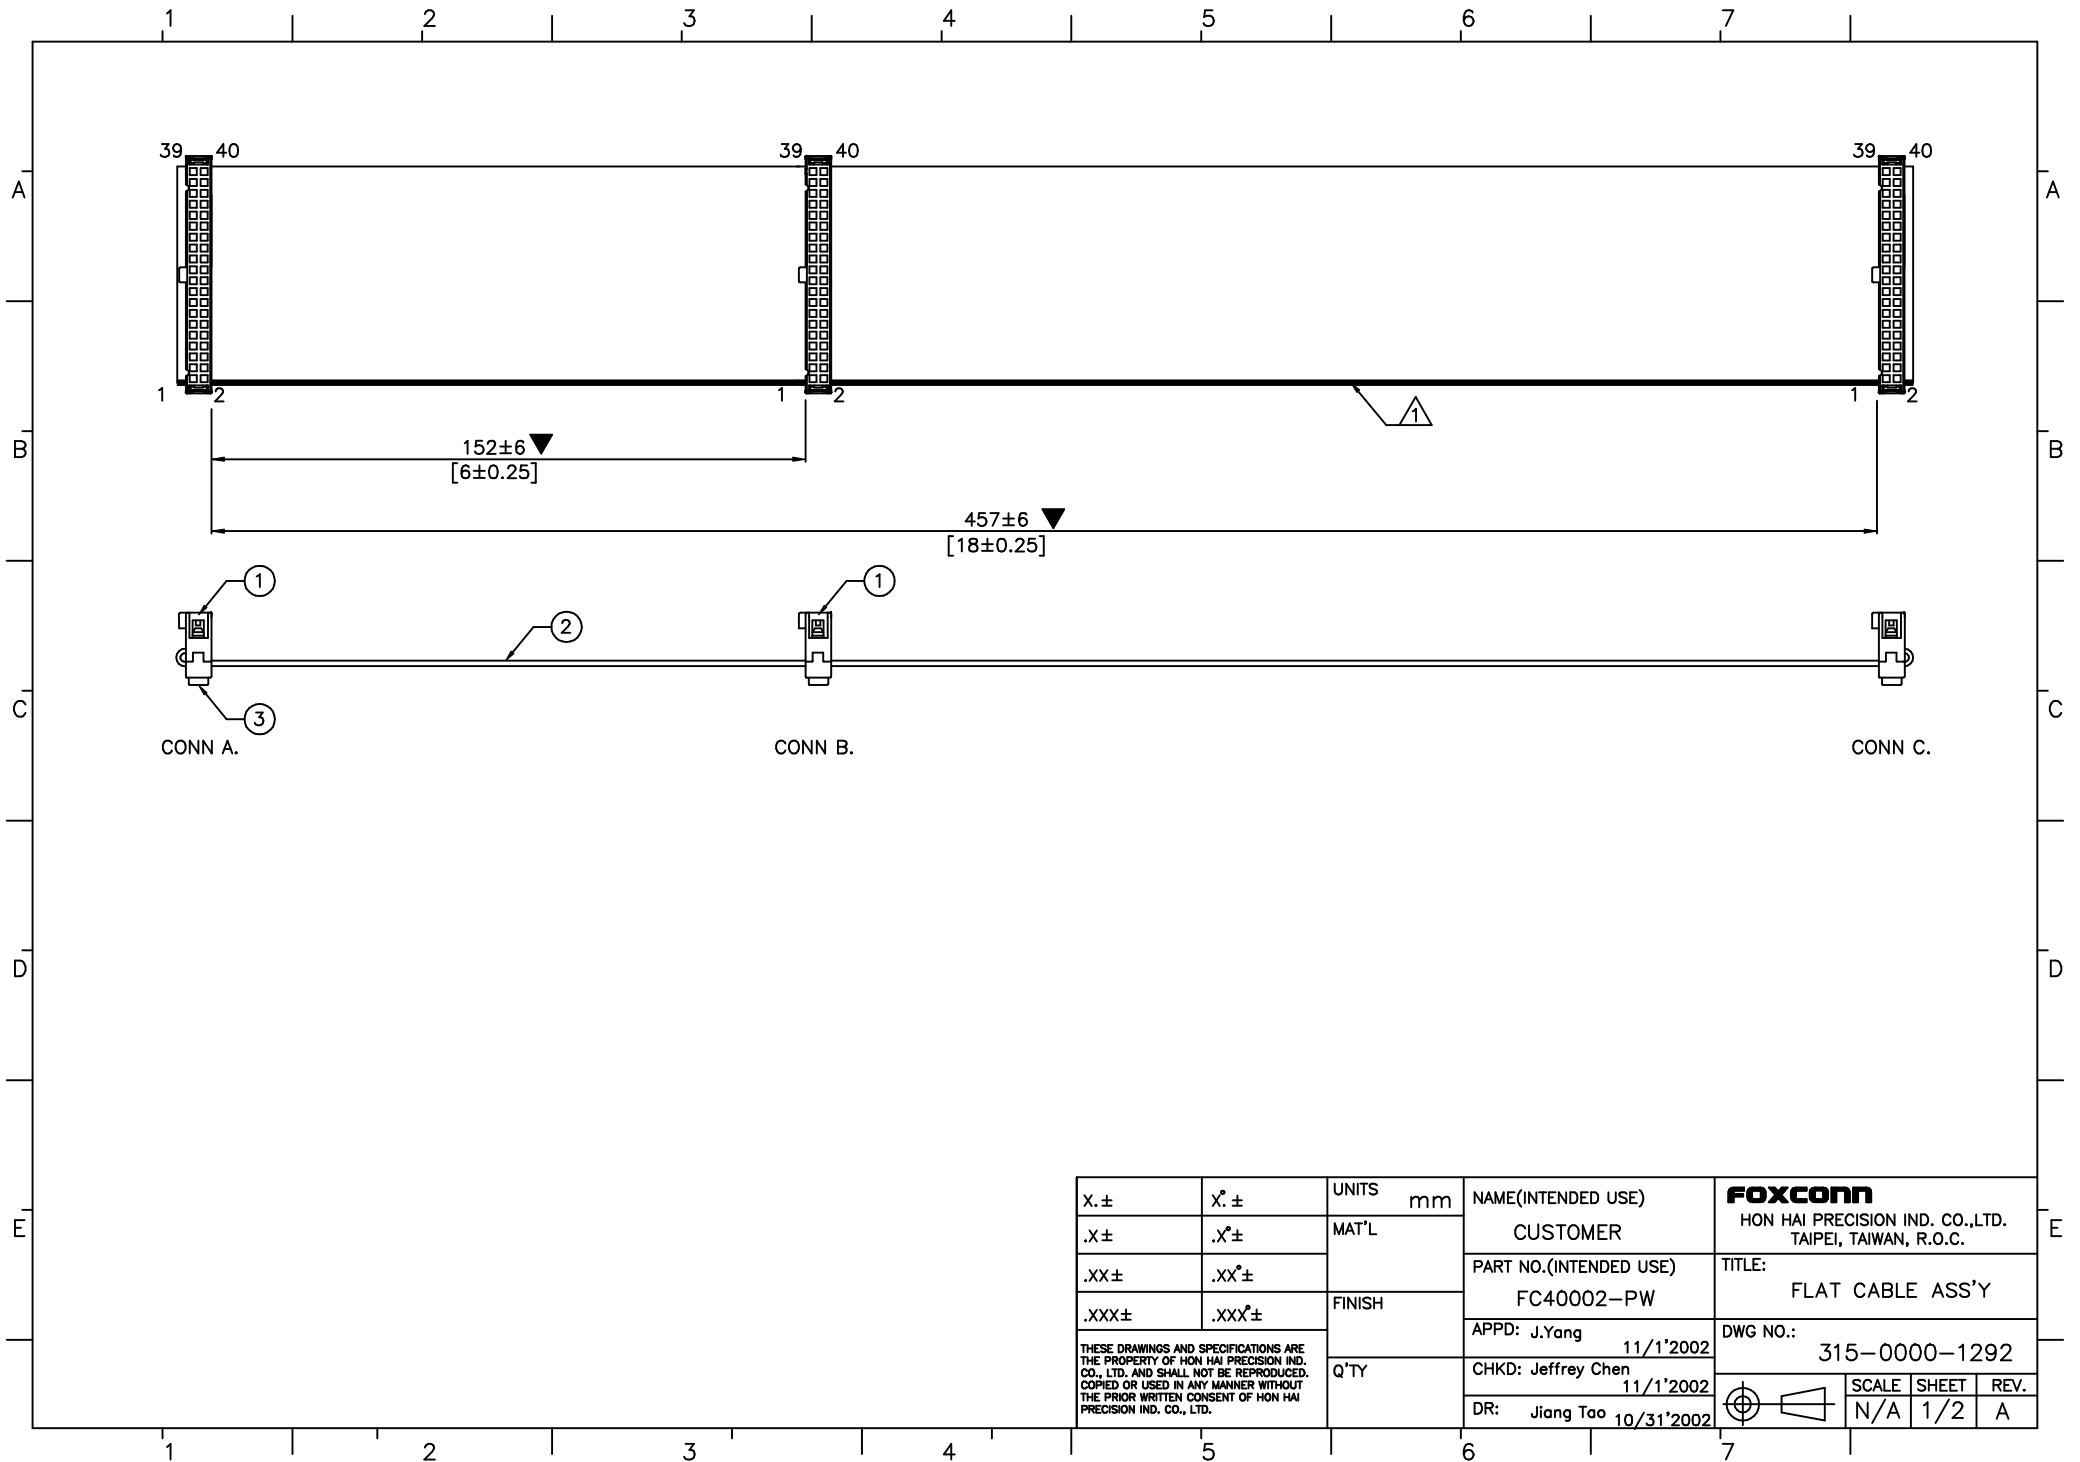 1 2 3 4 5 6 7
39 40 39 40 39 40
A A
1 2 1 2 1 2
1
B B
152±6
[6±0.25]
457±6
[18±0.25]
1 1
2
3
C C
CONN A. CONN B. CONN C.
D D
E E
X.± X.°±
.X± .X°±
.XX± .XX°±
.XXX± .XXX°±
THESE DRAWINGS AND SPECIFICATIONS ARE
THE PROPERTY OF HON HAI PRECISION IND.
CO., LTD. AND SHALL NOT BE REPRODUCED.
COPIED OR USED IN ANY MANNER WITHOUT
THE PRIOR WRITTEN CONSENT OF HON HAI
PRECISION IND. CO., LTD.
UNITS mm
MAT'L
FINISH
Q'TY
NAME(INTENDED USE)
CUSTOMER
PART NO.(INTENDED USE)
FC40002-PW
APPD: J.Yang
11/1'2002
CHKD: Jeffrey Chen
11/1'2002
DR: Jiang Tao 10/31'2002
FOXCONN
HON HAI PRECISION IND. CO.,LTD.
TAIPEI, TAIWAN, R.O.C.
TITLE:
FLAT CABLE ASS'Y
DWG NO.:
315-0000-1292
SCALE SHEET REV.
N/A 1/2 A
1 2 3 4 5 6 7